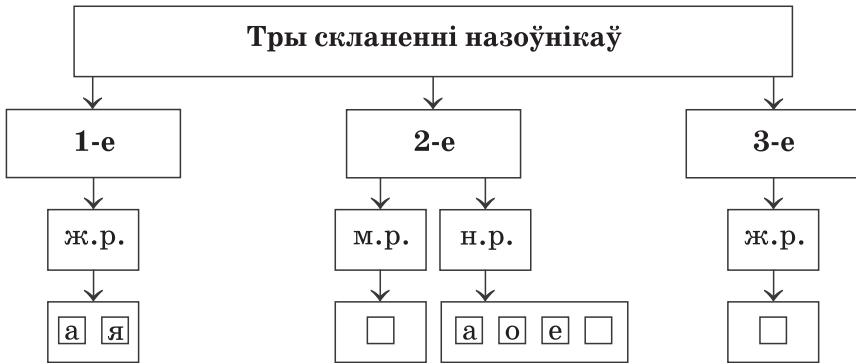 Тры скланенні назоўнікаў
1-е 2-е 3-е
ж.р. м.р. н.р. ж.р.
а я а о е